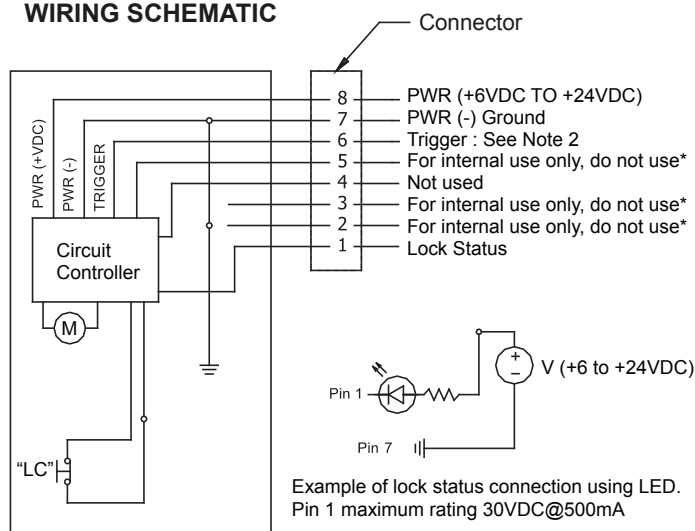 WIRING SCHEMATIC
Connector
8 PWR (+6VDC TO +24VDC)
7 PWR (-) Ground
6 Trigger : See Note 2
5 For internal use only, do not use*
4 Not used
3 For internal use only, do not use*
2 For internal use only, do not use*
1 Lock Status
PWR (+VDC)
PWR (-)
TRIGGER
Circuit
Controller
M
"LC"
+
–
V (+6 to +24VDC)
Pin 1
Pin 7
Example of lock status connection using LED.
Pin 1 maximum rating 30VDC@500mA